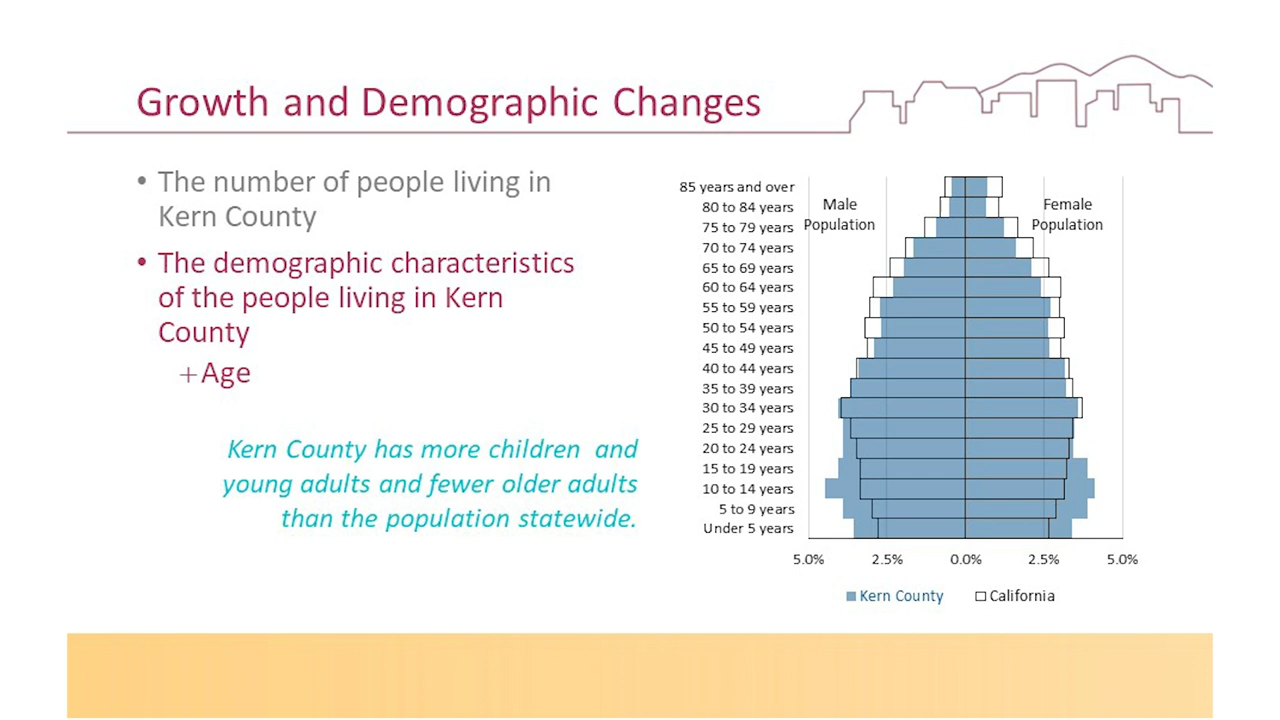 Growth and Demographic Changes
• The number of people living in
Kern County
• The demographic characteristics
of the people living in Kern
County
+Age
Kern County has more children and
young adults and fewer older adults
than the population statewide.
85 years and over
80 to 84 years
75 to 79 years
70 to 74 years
65 to 69 years
60 to 64 years
55 to 59 years
50 to 54 years
45 to 49 years
40 to 44 years
35 to 39 years
30 to 34 years
25 to 29 years
20 to 24 years
15 to 19 years
10 to 14 years
5 to 9 years
Under 5 years
Male
Population
Female
Population
5.0% 2.5% 0.0% 2.5% 5.0%
Kern County California